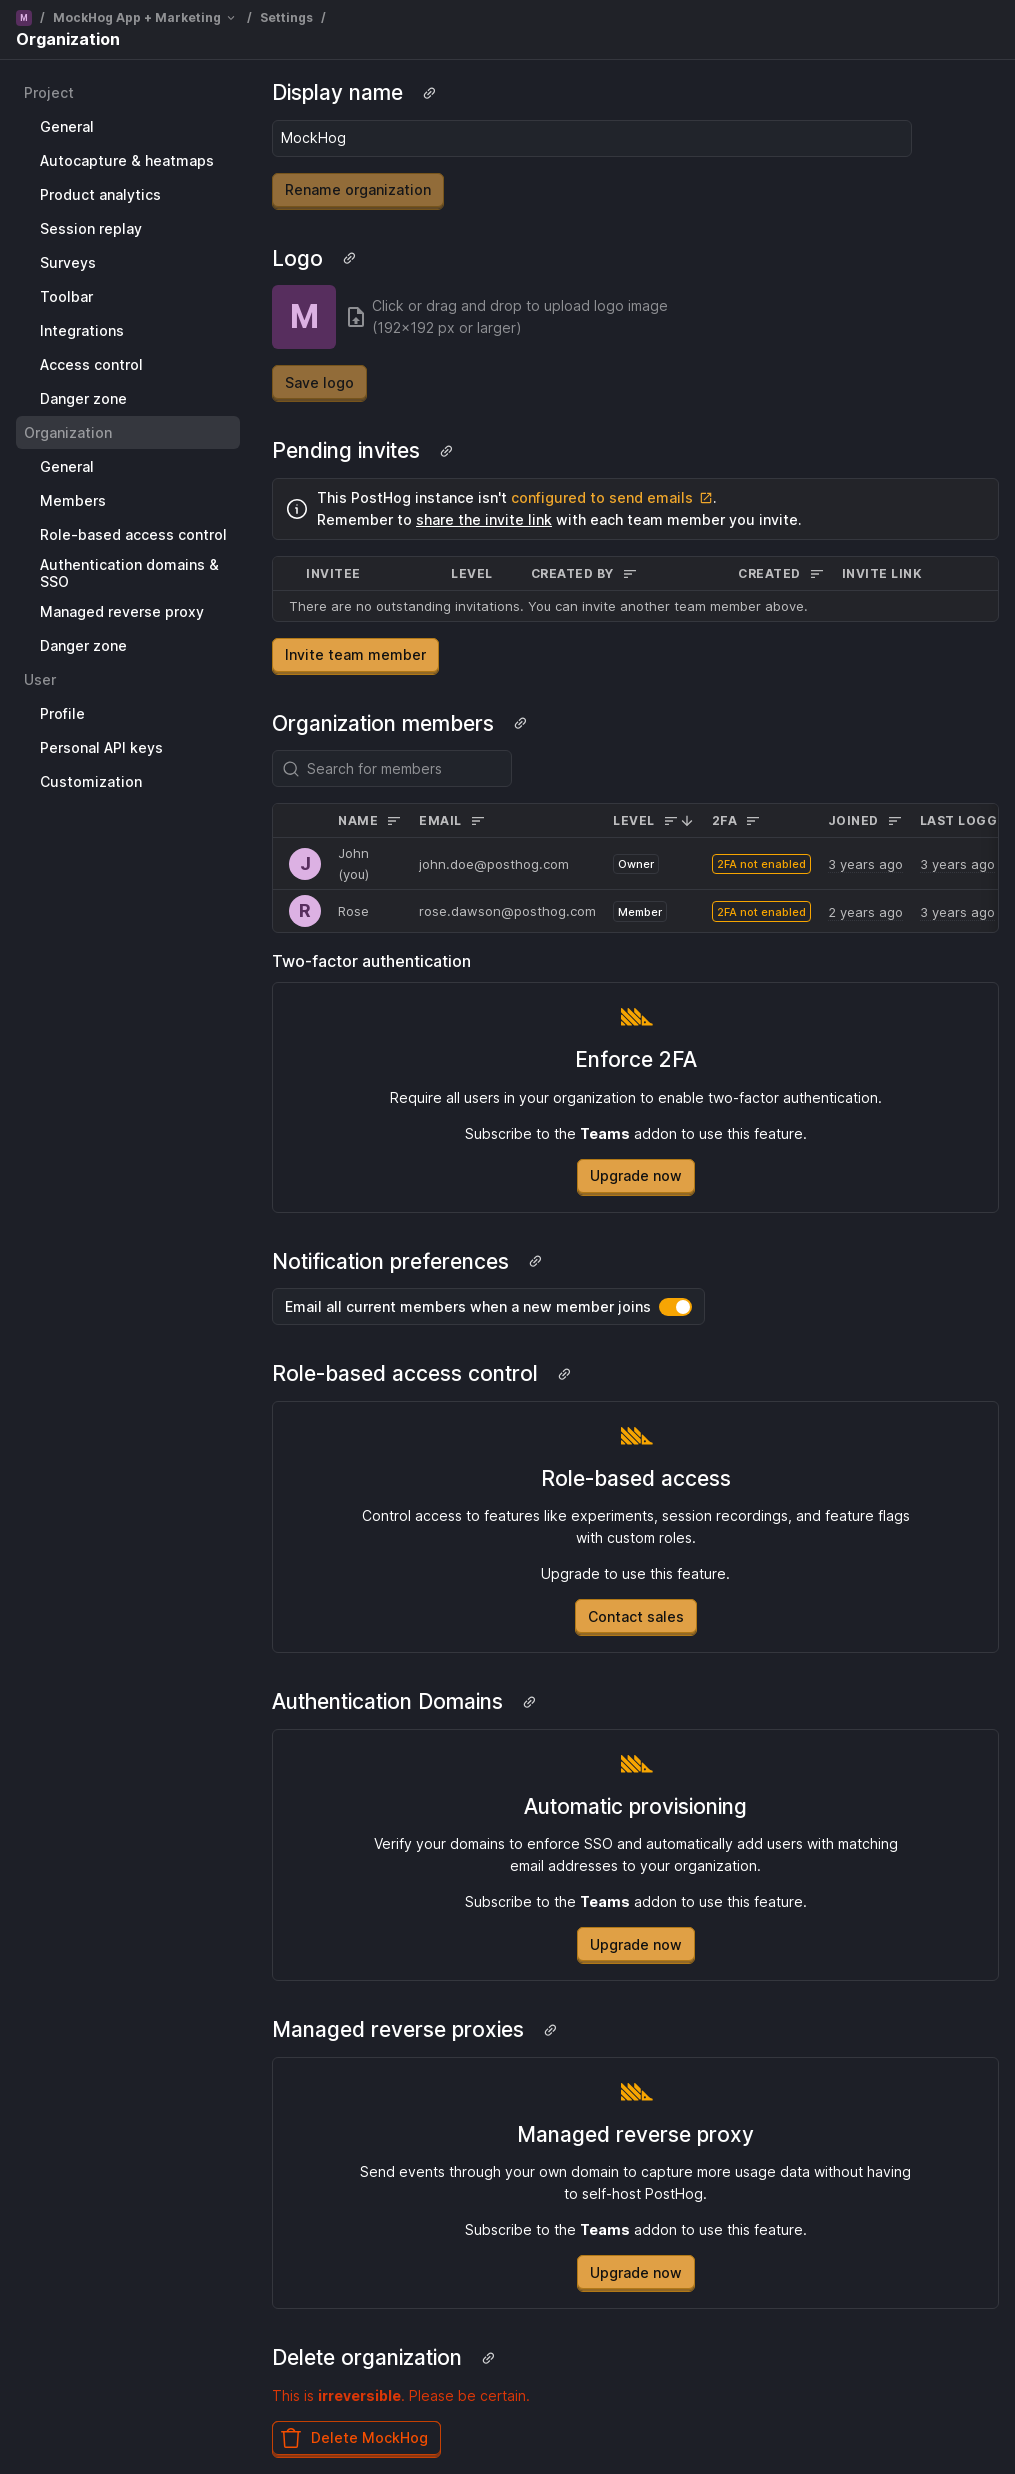 M / MockHog App + Marketing / Settings /
Organization
Project
General
Autocapture & heatmaps
Product analytics
Session replay
Surveys
Toolbar
Integrations
Access control
Danger zone
Organization
General
Members
Role-based access control
Authentication domains &
SSO
Managed reverse proxy
Danger zone
User
Profile
Personal API keys
Customization
Display name
MockHog
Rename organization
Logo
M
Click or drag and drop to upload logo image
(192x192 px or larger)
Save logo
Pending invites
This PostHog instance isn't configured to send emails.
Remember to share the invite link with each team member you invite.
INVITEE LEVEL CREATED BY CREATED INVITE LINK
There are no outstanding invitations. You can invite another team member above.
Invite team member
Organization members
Search for members
NAME EMAIL LEVEL 2FA JOINED LAST LOGG
J John (you) john.doe@posthog.com Owner 2FA not enabled 3 years ago 3 years ago
R Rose rose.dawson@posthog.com Member 2FA not enabled 2 years ago 3 years ago
Two-factor authentication
Enforce 2FA
Require all users in your organization to enable two-factor authentication.
Subscribe to the Teams addon to use this feature.
Upgrade now
Notification preferences
Email all current members when a new member joins
Role-based access control
Role-based access
Control access to features like experiments, session recordings, and feature flags
with custom roles.
Upgrade to use this feature.
Contact sales
Authentication Domains
Automatic provisioning
Verify your domains to enforce SSO and automatically add users with matching
email addresses to your organization.
Subscribe to the Teams addon to use this feature.
Upgrade now
Managed reverse proxies
Managed reverse proxy
Send events through your own domain to capture more usage data without having
to self-host PostHog.
Subscribe to the Teams addon to use this feature.
Upgrade now
Delete organization
This is irreversible. Please be certain.
Delete MockHog